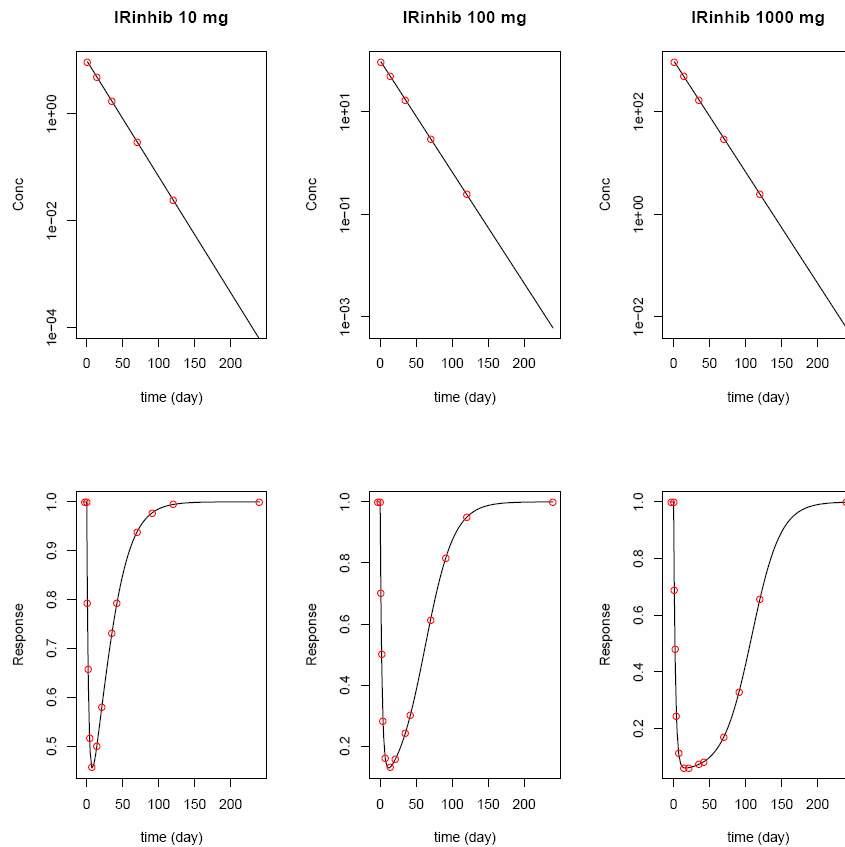 IRinhib 10 mg
IRinhib 100 mg
IRinhib 1000 mg
Conc
1e+00
1e−02
1e−04
0 50 100 150 200
time (day)
Conc
1e+01
1e−01
1e−03
0 50 100 150 200
time (day)
Conc
1e+02
1e+00
1e−02
0 50 100 150 200
time (day)
Response
1.0
0.9
0.8
0.7
0.6
0.5
0 50 100 150 200
time (day)
Response
1.0
0.8
0.6
0.4
0.2
0 50 100 150 200
time (day)
Response
1.0
0.8
0.6
0.4
0.2
0 50 100 150 200
time (day)